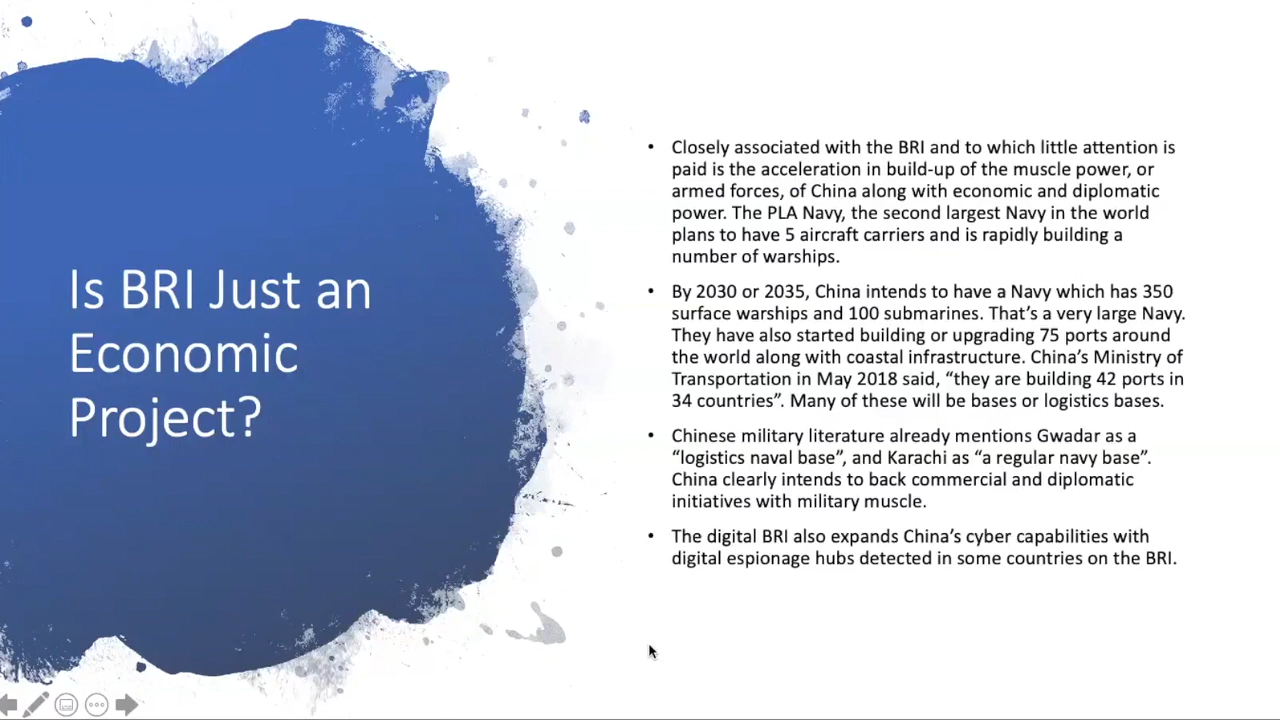 Is BRI Just an
Economic
Project?
• Closely associated with the BRI and to which little attention is
paid is the acceleration in build-up of the muscle power, or
armed forces, of China along with economic and diplomatic
power. The PLA Navy, the second largest Navy in the world
plans to have 5 aircraft carriers and is rapidly building a
number of warships.
• By 2030 or 2035, China intends to have a Navy which has 350
surface warships and 100 submarines. That’s a very large Navy.
They have also started building or upgrading 75 ports around
the world along with coastal infrastructure. China’s Ministry of
Transportation in May 2018 said, “they are building 42 ports in
34 countries”. Many of these will be bases or logistics bases.
• Chinese military literature already mentions Gwadar as a
“logistics naval base”, and Karachi as “a regular navy base”.
China clearly intends to back commercial and diplomatic
initiatives with military muscle.
• The digital BRI also expands China’s cyber capabilities with
digital espionage hubs detected in some countries on the BRI.